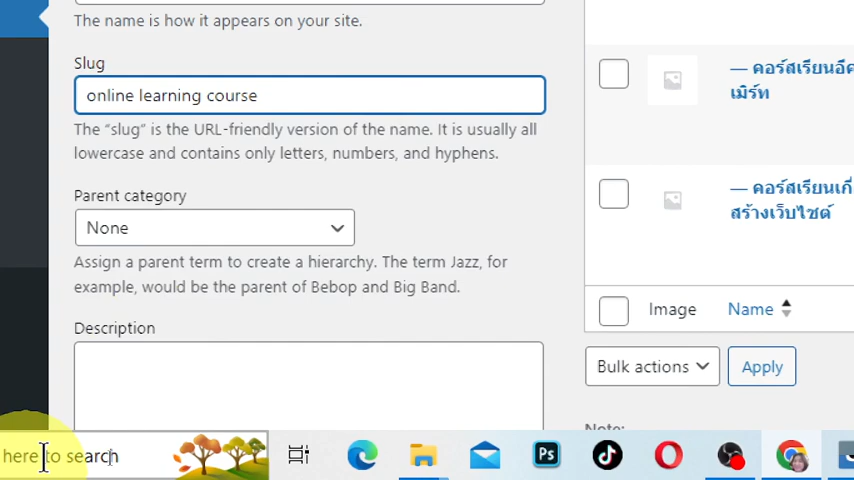 The name is how it appears on your site.
Slug
online learning course
The “slug” is the URL-friendly version of the name. It is usually all
lowercase and contains only letters, numbers, and hyphens.
Parent category
None
Assign a parent term to create a hierarchy. The term Jazz, for
example, would be the parent of Bebop and Big Band.
Description
— คอร์สเรียนอีค
เมิร์ท
— คอร์สเรียนเกี่
สร้างเว็บไซต์
Image Name
Bulk actions Apply
Note:
here to search
Ps